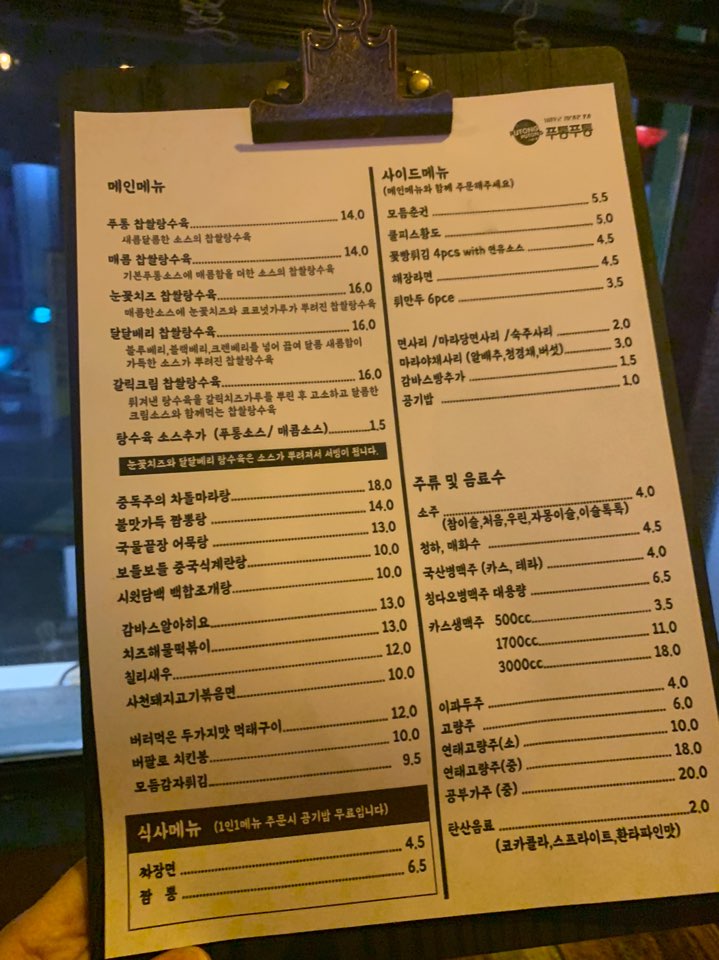 푸통푸통
메인메뉴
푸통 찹쌀탕수육 14.0
새콤달콤한 소스의 찹쌀탕수육
매콤 찹쌀탕수육 14.0
기본푸통소스에 매콤함을 더한 소스의 찹쌀탕수육
눈꽃치즈 찹쌀탕수육 16.0
매콤한소스에 눈꽃치즈와 코코넛가루가 뿌려진 찹쌀탕수육
달달베리 찹쌀탕수육 16.0
블루베리,블랙베리,크렌베리를 넣어 끓여 달콤 새콤함이
가득한 소스가 뿌려진 찹쌀탕수육
갈릭크림 찹쌀탕수육 16.0
튀겨낸 탕수육을 갈릭치즈가루를 뿌린 후 고소하고 달콤한
크림소스와 함께먹는 찹쌀탕수육
탕수육 소스추가 (푸통소스/ 매콤소스) 1.5
눈꽃치즈와 달달베리 탕수육은 소스가 뿌려져서 서빙이 됩니다.
중독주의 차돌마라탕 18.0
불맛가득 짬뽕탕 14.0
국물끝장 어묵탕 13.0
보들보들 중국식계란탕 10.0
시원담백 백합조개탕 10.0
감바스알아히요 13.0
치즈해물떡볶이 13.0
칠리새우 12.0
사천돼지고기볶음면 10.0
버터먹은 두가지맛 먹태구이 12.0
버팔로 치킨봉 10.0
모듬감자튀김 9.5
식사메뉴 (1인1메뉴 주문시 공기밥 무료입니다)
짜장면 4.5
짬 뽕 6.5
사이드메뉴
(메인메뉴와 함께 주문해주세요)
모듬춘권 5.5
쿨피스황도 5.0
꽃빵튀김 4pcs with 연유소스 4.5
해장라면 4.5
튀만두 6pce 3.5
면사리 /마라당면사리 /숙주사리 2.0
마라야채사리 (알배추,청경채,버섯) 3.0
감바스빵추가 1.5
공기밥 1.0
주류 및 음료수
소주 4.0
(참이슬,처음,우린,자몽이슬,이슬톡톡)
청하, 매화수 4.5
국산병맥주 (카스, 테라) 4.0
칭다오병맥주 대용량 6.5
카스생맥주 500cc 3.5
1700cc 11.0
3000cc 18.0
이과두주 4.0
고량주 6.0
연태고량주(소) 10.0
연태고량주(중) 18.0
공부가주 (중) 20.0
탄산음료 2.0
(코카콜라,스프라이트,환타파인맛)